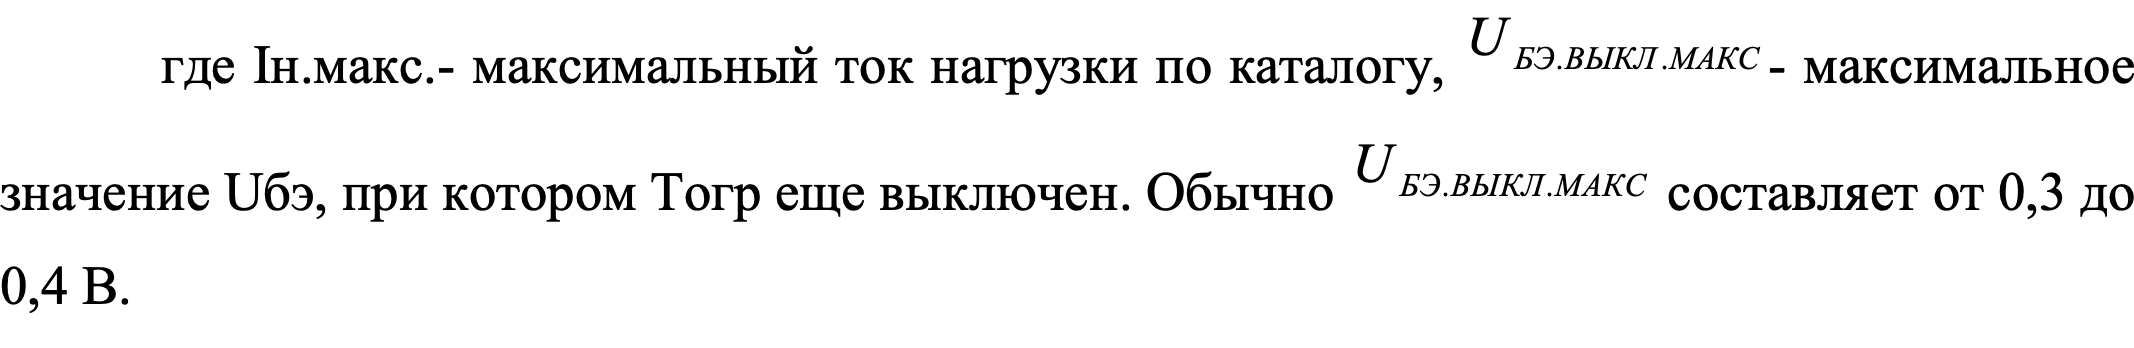 где Iн.макс.- максимальный ток нагрузки по каталогу, U БЭ.ВЫКЛ.МАКС - максимальное
значение Uбэ, при котором Тогр еще выключен. Обычно U БЭ.ВЫКЛ.МАКС составляет от 0,3 до
0,4 В.